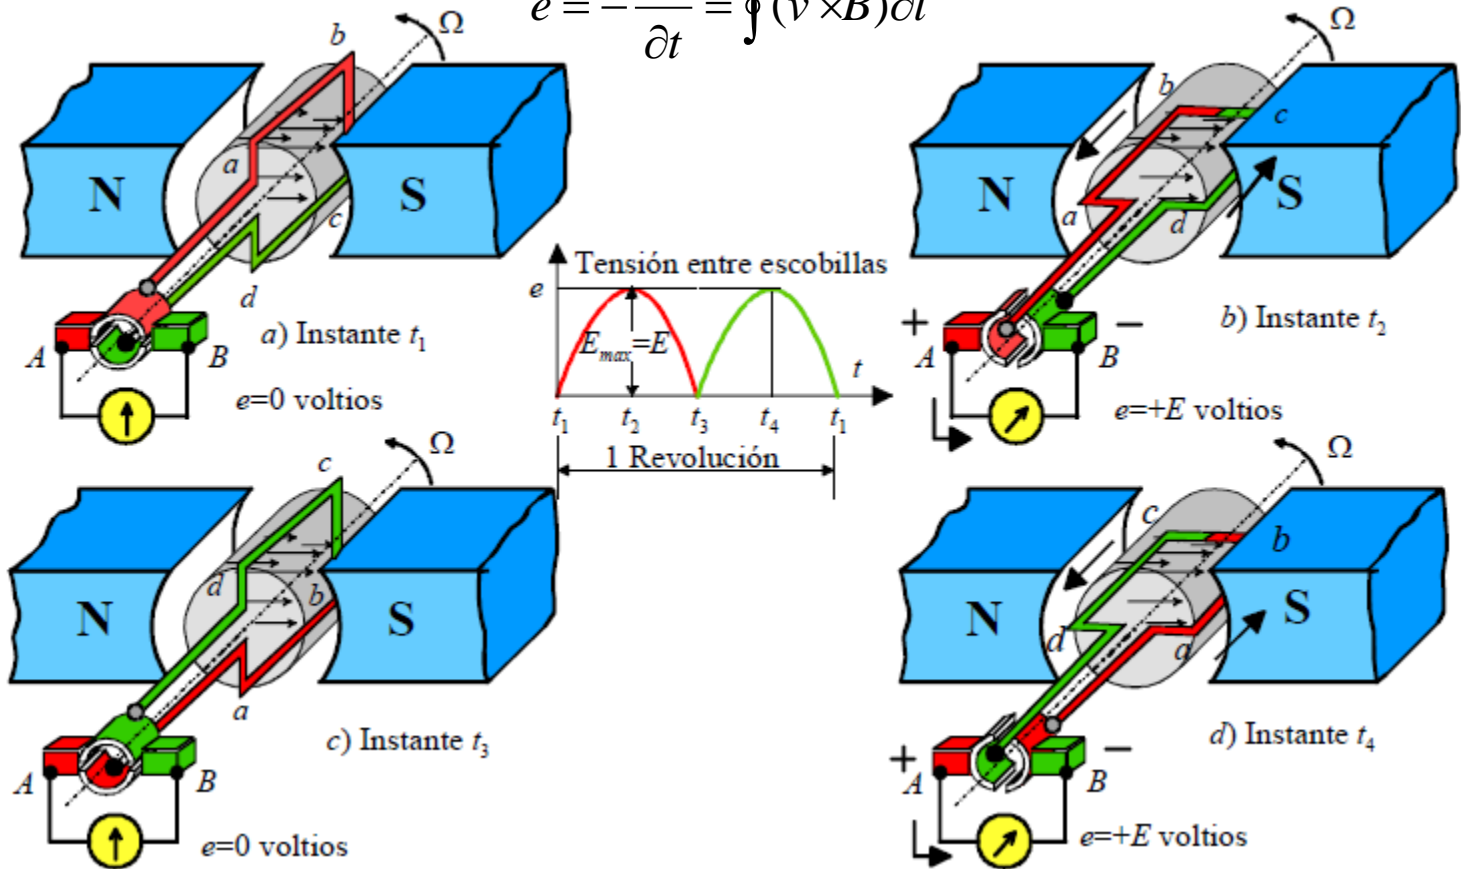 e = − ∂t = ∮(v×B)∂l
b
Ω
a
N
S
c
d
A
B
a) Instante t₁
e=0 voltios
Ω
b
c
N
a
d
S
+
−
A
B
b) Instante t₂
e=+E voltios
Tensión entre escobillas
e
Eₘₐₓ=E
t
t₁ t₂ t₃ t₄ t₁
1 Revolución
c
Ω
d
b
N
S
a
A
B
c) Instante t₃
e=0 voltios
Ω
c
b
N
d
a
S
+
−
A
B
d) Instante t₄
e=+E voltios